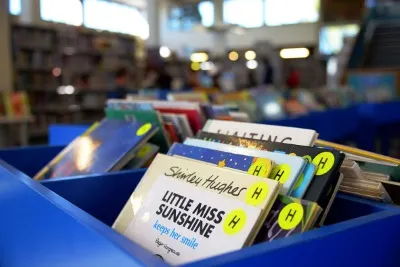 H
H
WAITING
H
H
H
Shirley Hughes
LITTLE MISS
SUNSHINE
keeps her smile
H
H